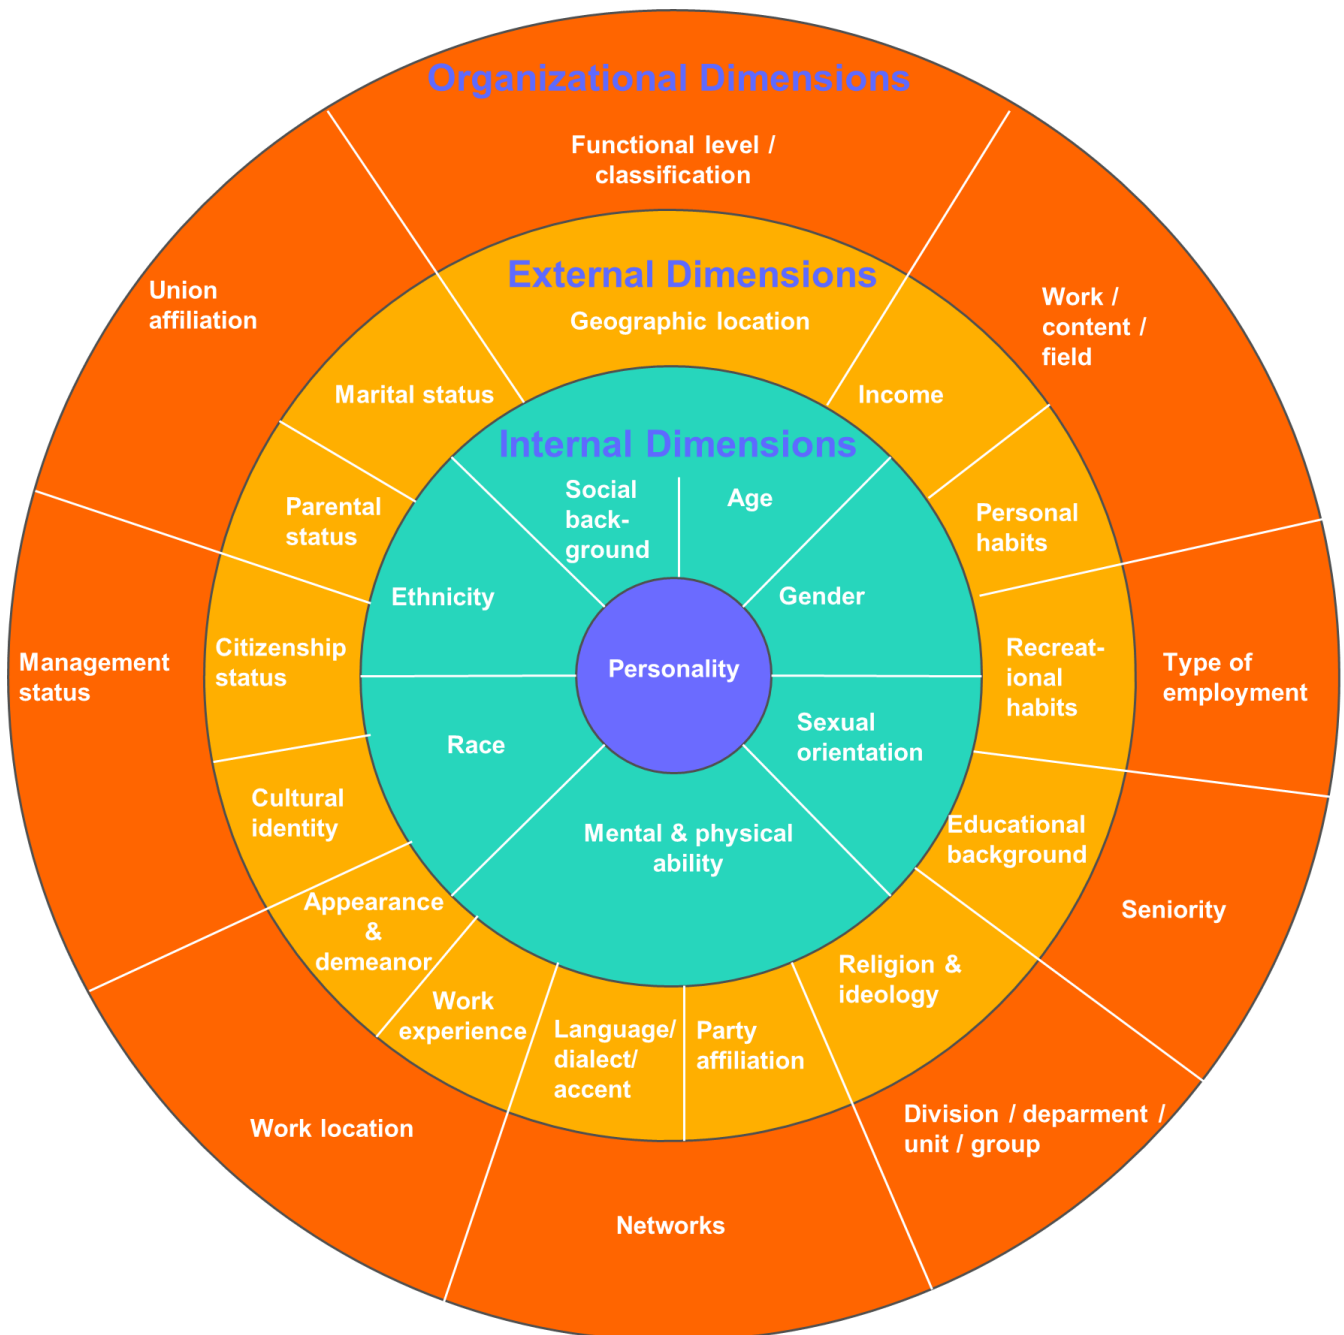 Organizational Dimensions
Functional level /
classification
Union
affiliation
Work /
content /
field
Management
status
Type of
employment
Seniority
Work location
Networks
Division / deparment /
unit / group
External Dimensions
Geographic location
Marital status
Income
Parental
status
Personal
habits
Citizenship
status
Recreat-
ional
habits
Cultural
identity
Educational
background
Appearance
&
demeanor
Religion &
ideology
Work
experience
Language/
dialect/
accent
Party
affiliation
Internal Dimensions
Social
back-
ground
Age
Ethnicity
Gender
Race
Sexual
orientation
Mental & physical
ability
Personality